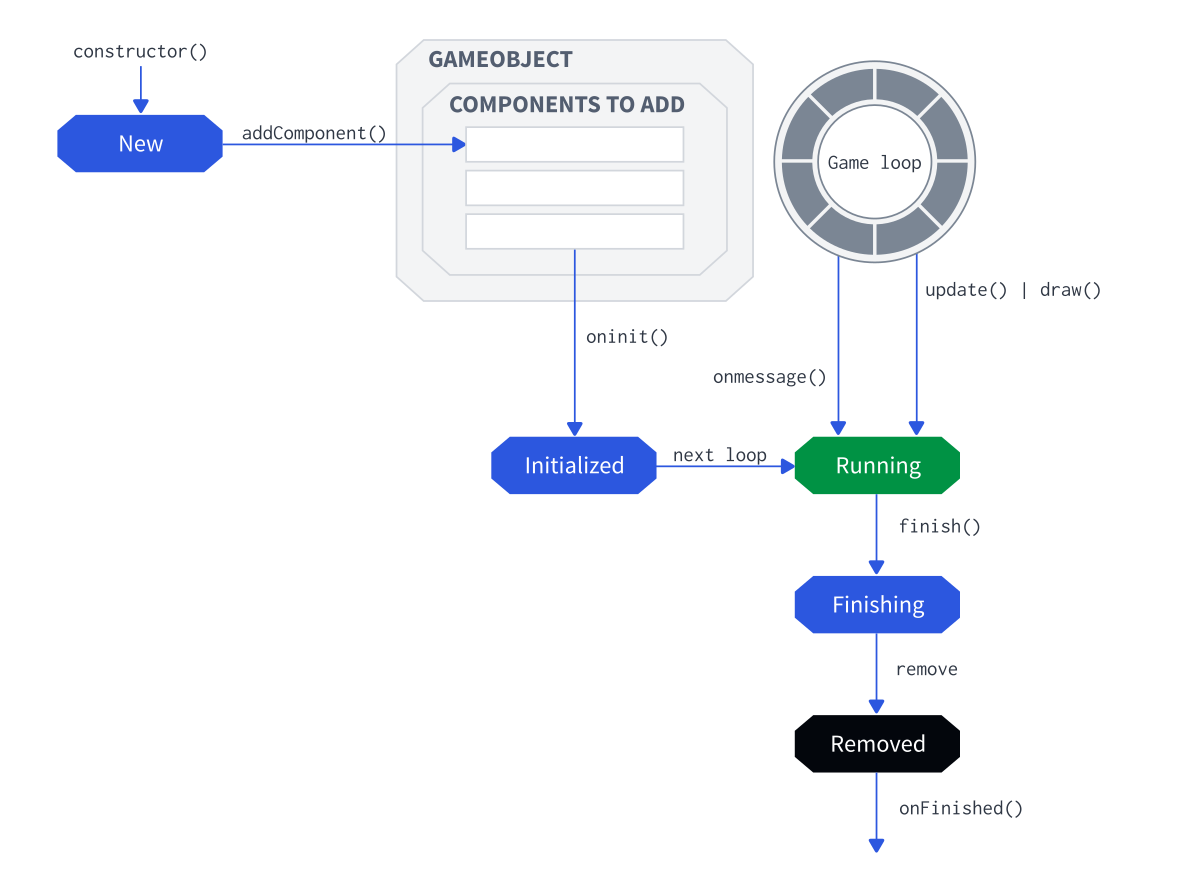 constructor()
New
addComponent()
GAMEOBJECT
COMPONENTS TO ADD
Game loop
update() | draw()
oninit()
onmessage()
Initialized
next loop
Running
finish()
Finishing
remove
Removed
onFinished()